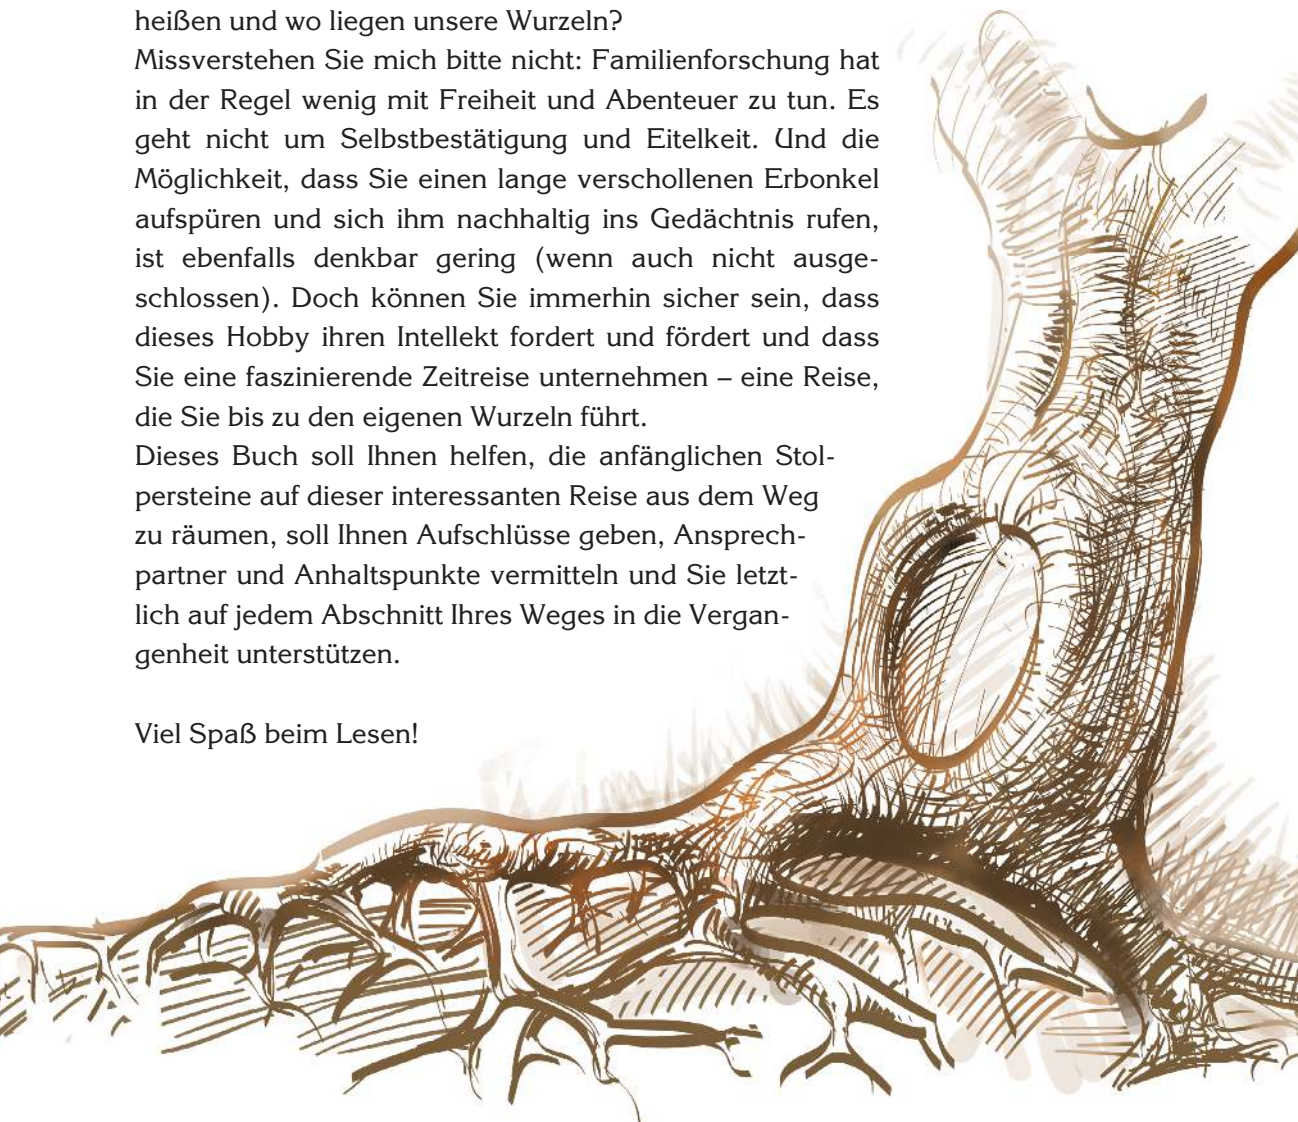 heißen und wo liegen unsere Wurzeln?
Missverstehen Sie mich bitte nicht: Familienforschung hat
in der Regel wenig mit Freiheit und Abenteuer zu tun. Es
geht nicht um Selbstbestätigung und Eitelkeit. Und die
Möglichkeit, dass Sie einen lange verschollenen Erbonkel
aufspüren und sich ihm nachhaltig ins Gedächtnis rufen,
ist ebenfalls denkbar gering (wenn auch nicht ausge-
schlossen). Doch können Sie immerhin sicher sein, dass
dieses Hobby ihren Intellekt fordert und fördert und dass
Sie eine faszinierende Zeitreise unternehmen – eine Reise,
die Sie bis zu den eigenen Wurzeln führt.
Dieses Buch soll Ihnen helfen, die anfänglichen Stol-
persteine auf dieser interessanten Reise aus dem Weg
zu räumen, soll Ihnen Aufschlüsse geben, Ansprech-
partner und Anhaltspunkte vermitteln und Sie letzt-
lich auf jedem Abschnitt Ihres Weges in die Vergan-
genheit unterstützen.
Viel Spaß beim Lesen!